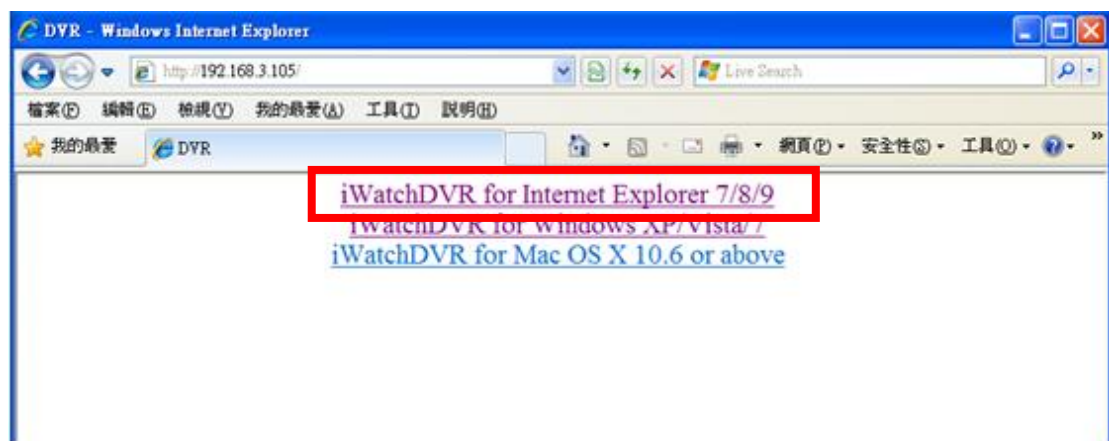 DVR - Windows Internet Explorer
http://192.168.3.105/ Live Search
檔案(F) 編輯(E) 檢視(V) 我的最愛(A) 工具(T) 說明(H)
我的最愛 DVR 網頁(P) 安全性(S) 工具(O) »
iWatchDVR for Internet Explorer 7/8/9
iWatchDVR for Windows XP/Vista/7
iWatchDVR for Mac OS X 10.6 or above